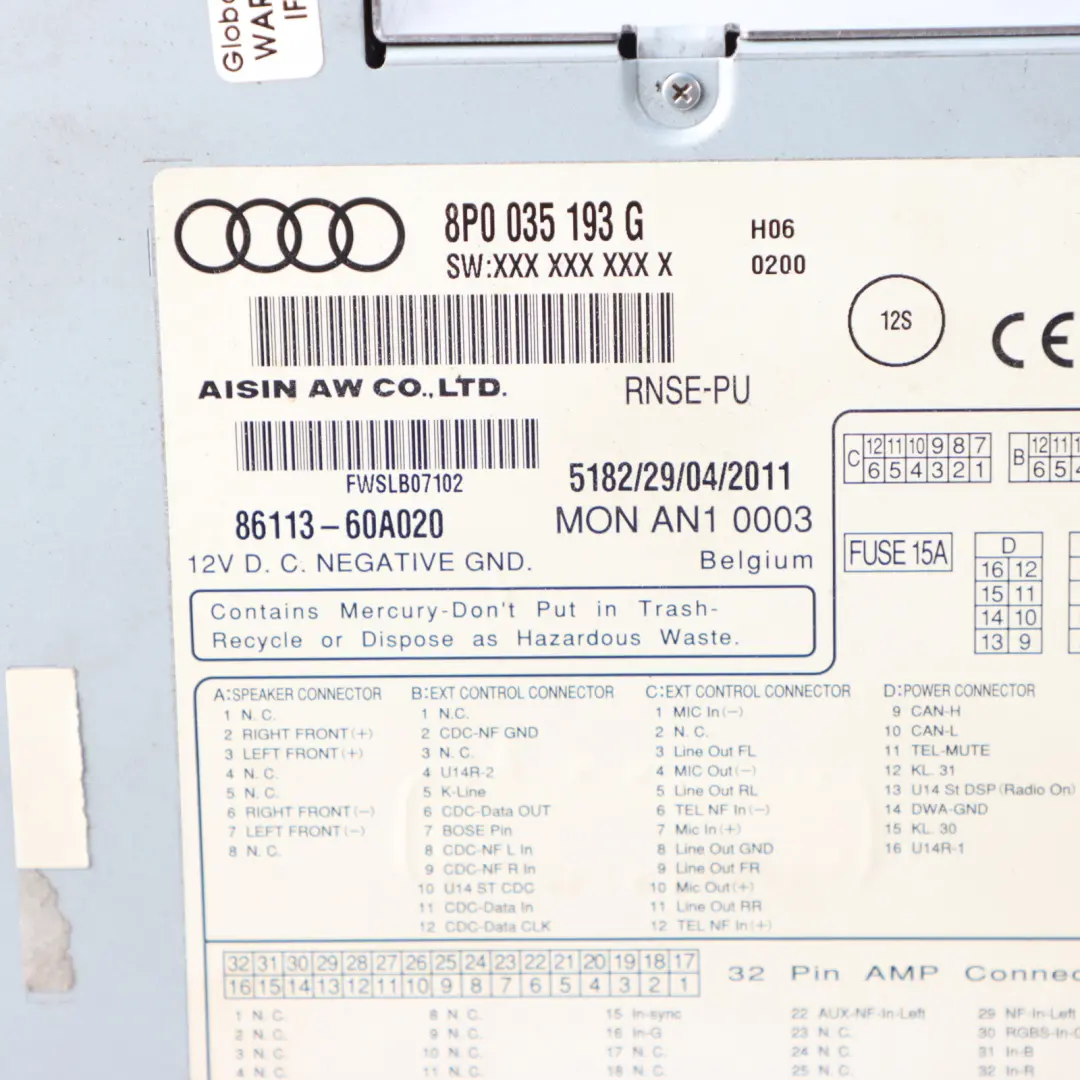 Globa
WAR
IF
8P0 035 193 G
H06
SW:XXX XXX XXX X
0200
12S
CE
AISIN AW CO.,LTD.
RNSE-PU
FWSLB07102
5182/29/04/2011
86113-60A020
MON AN1 0003
12V D. C. NEGATIVE GND.
Belgium
C 12 11 10 9 8 7
6 5 4 3 2 1
B 12 11 1
6 5 4
FUSE 15A
D
16 12
15 11
14 10
13 9
Contains Mercury-Don't Put in Trash-
Recycle or Dispose as Hazardous Waste.
A:SPEAKER CONNECTOR
1 N. C.
2 RIGHT FRONT(+)
3 LEFT FRONT(+)
4 N. C.
5 N. C.
6 RIGHT FRONT(-)
7 LEFT FRONT(-)
8 N. C.
B:EXT CONTROL CONNECTOR
1 N.C.
2 CDC-NF GND
3 N. C.
4 U14R-2
5 K-Line
6 CDC-Data OUT
7 BOSE Pin
8 CDC-NF L In
9 CDC-NF R In
10 U14 ST CDC
11 CDC-Data In
12 CDC-Data CLK
C:EXT CONTROL CONNECTOR
1 MIC In(-)
2 N. C.
3 Line Out FL
4 MIC Out(-)
5 Line Out RL
6 TEL NF In(-)
7 Mic In(+)
8 Line Out GND
9 Line Out FR
10 Mic Out(+)
11 Line Out RR
12 TEL NF In(+)
D:POWER CONNECTOR
9 CAN-H
10 CAN-L
11 TEL-MUTE
12 KL. 31
13 U14 St DSP(Radio On)
14 DWA-GND
15 KL. 30
16 U14R-1
32 31 30 29 28 27 26 25 24 23 22 21 20 19 18 17
16 15 14 13 12 11 10 9 8 7 6 5 4 3 2 1
32 Pin AMP Connec
1 N. C.
2 N. C.
3 N. C.
4 N. C.
8 N. C.
9 N. C.
10 N. C.
11 N. C.
15 In-sync
16 In-G
17 N. C.
18 N. C.
22 AUX-NF-In-Left
23 N. C.
24 N. C.
25 N. C.
29 NF-In-Left
30 RGBS-In-G
31 In-B
32 In-R